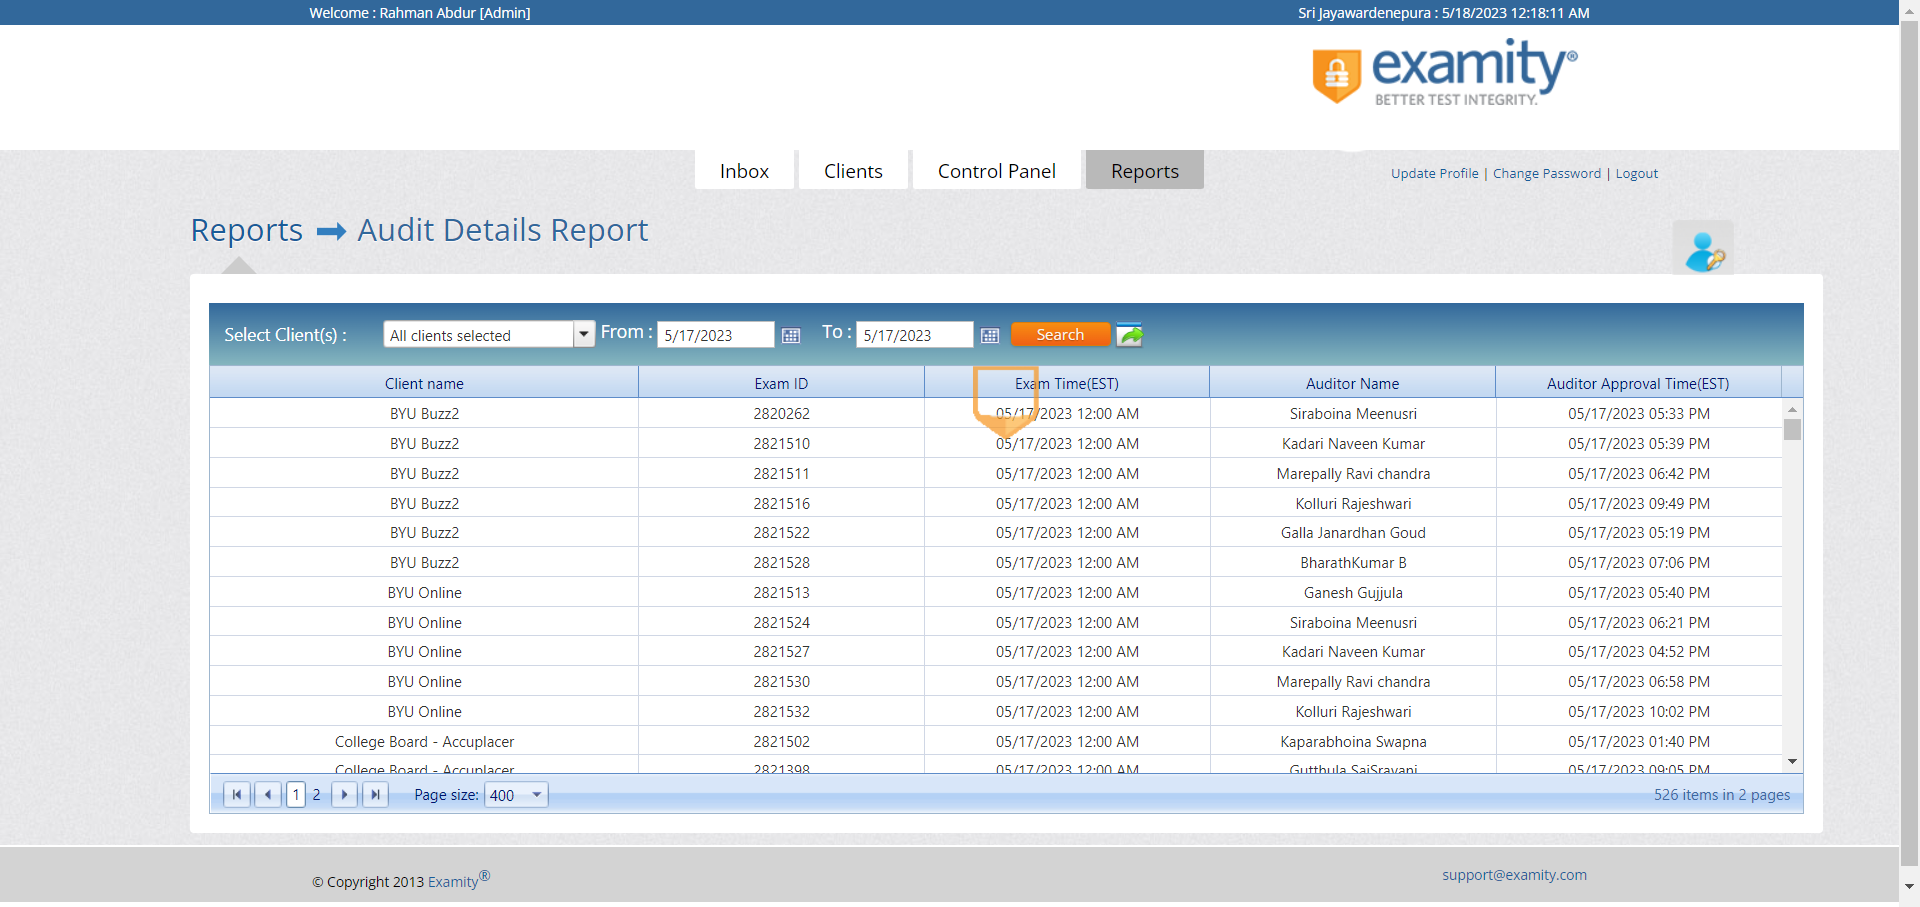 Welcome : Rahman Abdur [Admin]
Sri Jayawardenepura : 5/18/2023 12:18:11 AM
examity®
BETTER TEST INTEGRITY.
Inbox
Clients
Control Panel
Reports
Update Profile | Change Password | Logout
Reports Audit Details Report
Select Client(s) : All clients selected From : 5/17/2023 To : 5/17/2023 Search
Client name Exam ID Exam Time(EST) Auditor Name Auditor Approval Time(EST)
BYU Buzz2 2820262 05/17/2023 12:00 AM Siraboina Meenusri 05/17/2023 05:33 PM
BYU Buzz2 2821510 05/17/2023 12:00 AM Kadari Naveen Kumar 05/17/2023 05:39 PM
BYU Buzz2 2821511 05/17/2023 12:00 AM Marepally Ravi chandra 05/17/2023 06:42 PM
BYU Buzz2 2821516 05/17/2023 12:00 AM Kolluri Rajeshwari 05/17/2023 09:49 PM
BYU Buzz2 2821522 05/17/2023 12:00 AM Galla Janardhan Goud 05/17/2023 05:19 PM
BYU Buzz2 2821528 05/17/2023 12:00 AM BharathKumar B 05/17/2023 07:06 PM
BYU Online 2821513 05/17/2023 12:00 AM Ganesh Gujjula 05/17/2023 05:40 PM
BYU Online 2821524 05/17/2023 12:00 AM Siraboina Meenusri 05/17/2023 06:21 PM
BYU Online 2821527 05/17/2023 12:00 AM Kadari Naveen Kumar 05/17/2023 04:52 PM
BYU Online 2821530 05/17/2023 12:00 AM Marepally Ravi chandra 05/17/2023 06:58 PM
BYU Online 2821532 05/17/2023 12:00 AM Kolluri Rajeshwari 05/17/2023 10:02 PM
College Board - Accuplacer 2821502 05/17/2023 12:00 AM Kaparabhoina Swapna 05/17/2023 01:40 PM
College Board - Accuplacer 2821398 05/17/2023 12:00 AM Gutthula SaiSravani 05/17/2023 09:05 PM
1 2 Page size: 400 526 items in 2 pages
© Copyright 2013 Examity®
support@examity.com